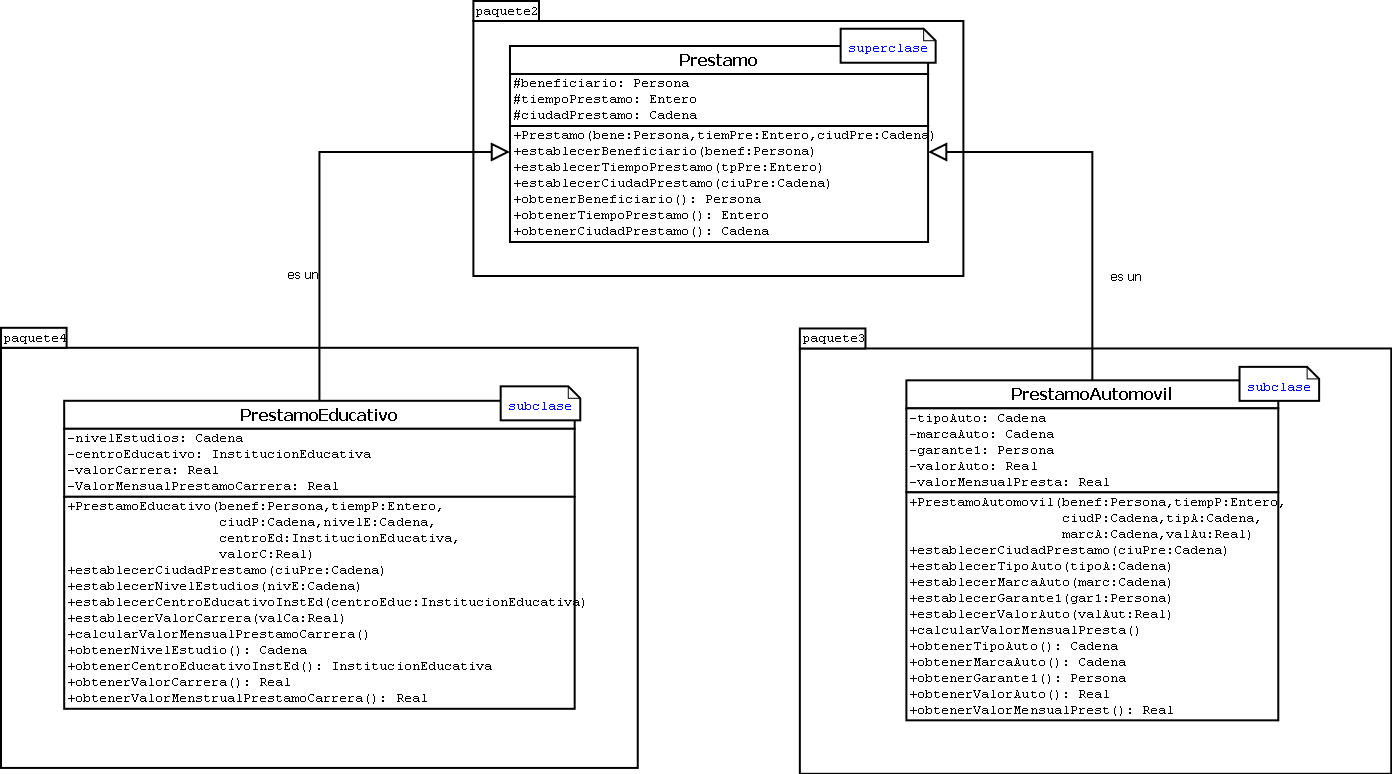 paquete2
superclase
Prestamo
#beneficiario: Persona
#tiempoPrestamo: Entero
#ciudadPrestamo: Cadena
+Prestamo(bene:Persona,tiemPre:Entero,ciudPre:Cadena)
+establecerBeneficiario(benef:Persona)
+establecerTiempoPrestamo(tpPre:Entero)
+establecerCiudadPrestamo(ciuPre:Cadena)
+obtenerBeneficiario(): Persona
+obtenerTiempoPrestamo(): Entero
+obtenerCiudadPrestamo(): Cadena
es un
es un
paquete4
subclase
PrestamoEducativo
-nivelEstudios: Cadena
-centroEducativo: InstitucionEducativa
-valorCarrera: Real
-ValorMensualPrestamoCarrera: Real
+PrestamoEducativo(benef:Persona,tiempP:Entero,
ciudP:Cadena,nivelE:Cadena,
centroEd:InstitucionEducativa,
valorC:Real)
+establecerCiudadPrestamo(ciuPre:Cadena)
+establecerNivelEstudios(nivE:Cadena)
+establecerCentroEducativoInstEd(centroEduc:InstitucionEducativa)
+establecerValorCarrera(valCa:Real)
+calcularValorMensualPrestamoCarrera()
+obtenerNivelEstudio(): Cadena
+obtenerCentroEducativoInstEd(): InstitucionEducativa
+obtenerValorCarrera(): Real
+obtenerValorMenstrualPrestamoCarrera(): Real
paquete3
subclase
PrestamoAutomovil
-tipoAuto: Cadena
-marcaAuto: Cadena
-garante1: Persona
-valorAuto: Real
-valorMensualPresta: Real
+PrestamoAutomovil(benef:Persona,tiempP:Entero,
ciudP:Cadena,tipA:Cadena,
marcA:Cadena,valAu:Real)
+establecerCiudadPrestamo(ciuPre:Cadena)
+establecerTipoAuto(tipoA:Cadena)
+establecerMarcaAuto(marc:Cadena)
+establecerGarante1(gar1:Persona)
+establecerValorAuto(valAut:Real)
+calcularValorMensualPresta()
+obtenerTipoAuto(): Cadena
+obtenerMarcaAuto(): Cadena
+obtenerGarante1(): Persona
+obtenerValorAuto(): Real
+obtenerValorMensualPrest(): Real